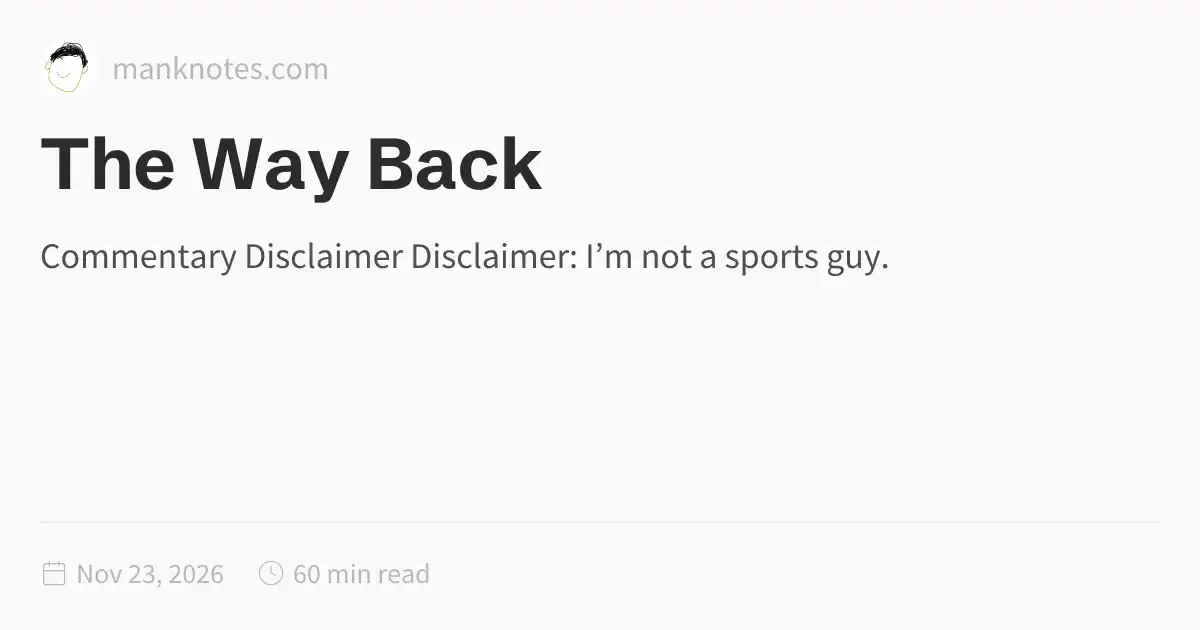 manknotes.com
The Way Back
Commentary Disclaimer Disclaimer: I’m not a sports guy.
Nov 23, 2026 60 min read